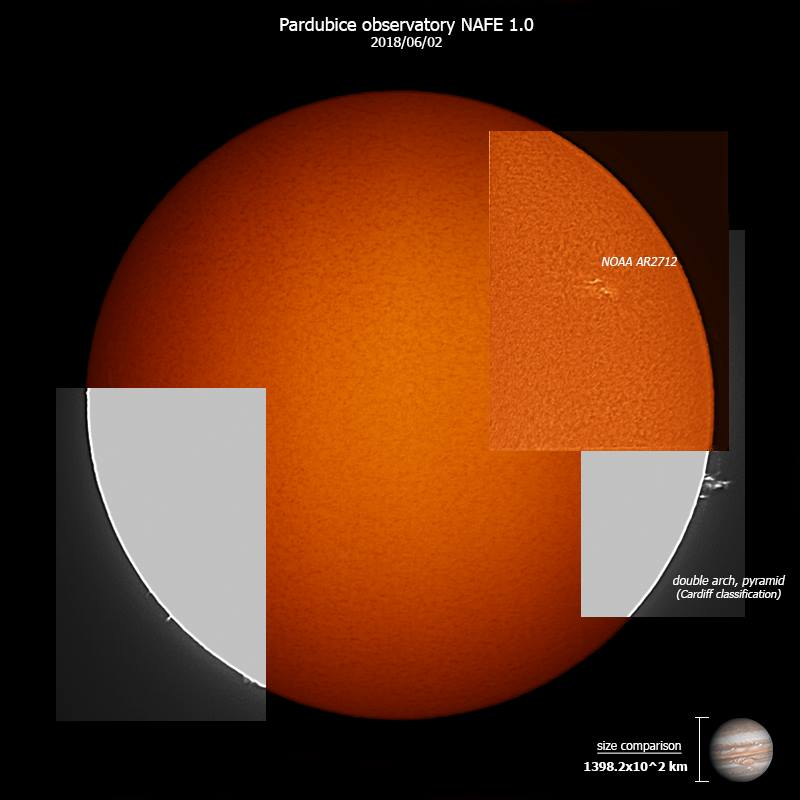 Pardubice observatory NAFE 1.0
2018/06/02
NOAA AR2712
double arch, pyramid
(Cardiff classification)
size comparison
1398.2x10^2 km